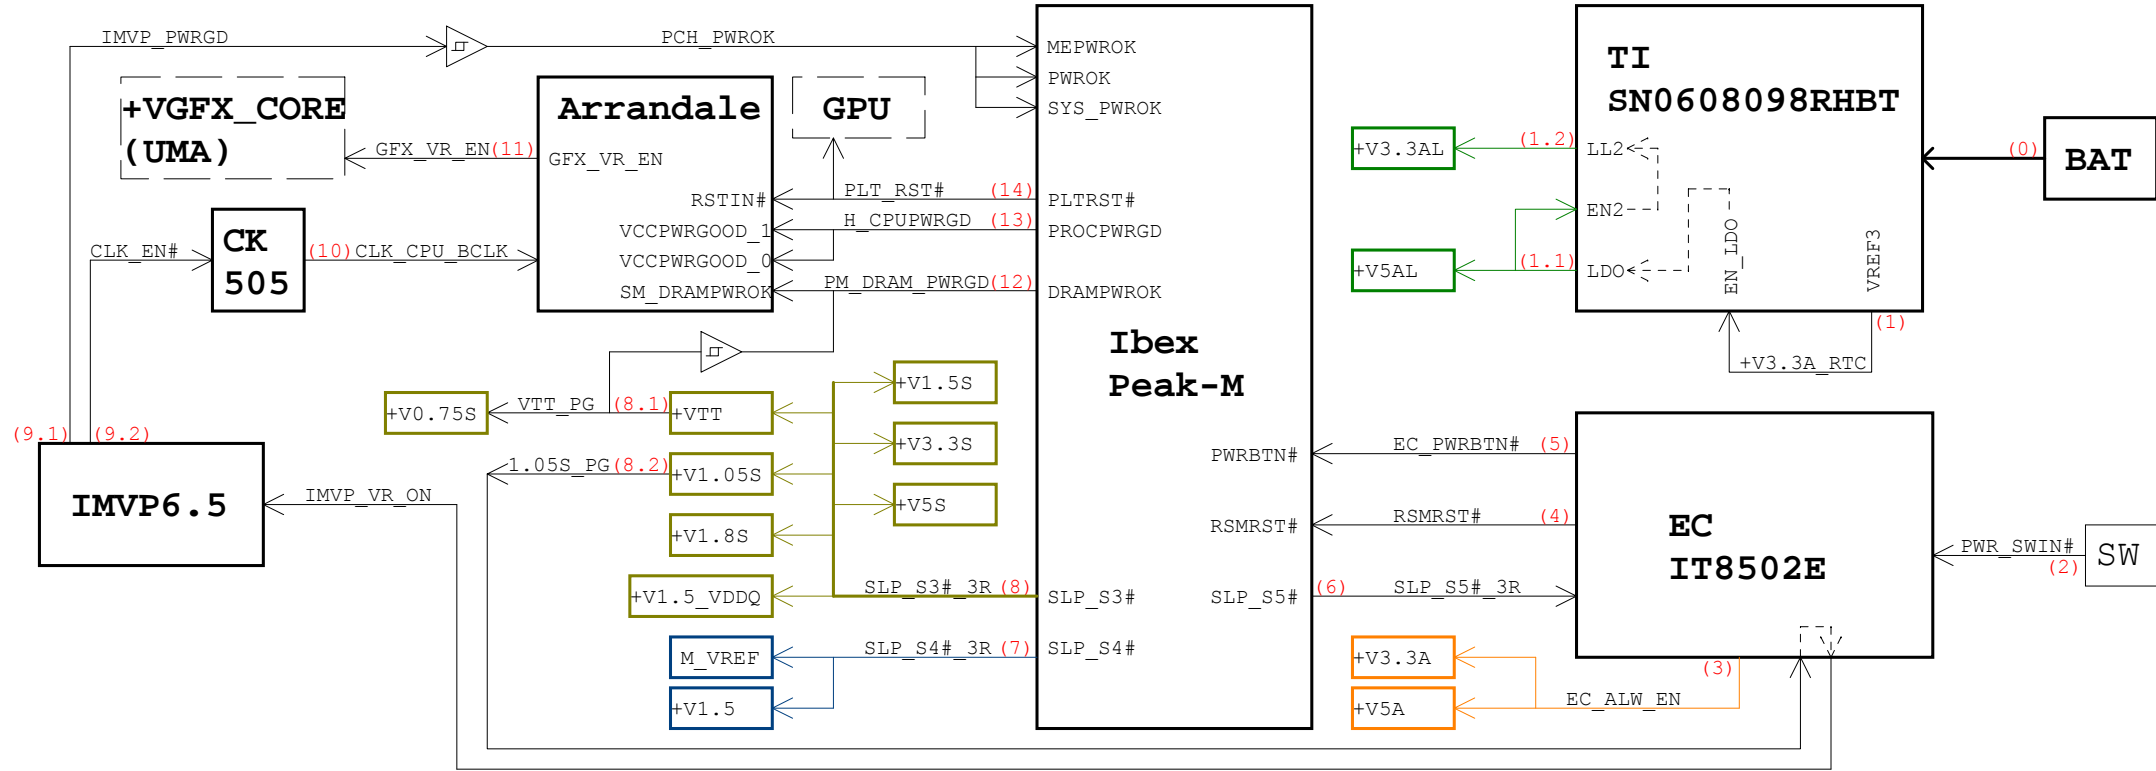 IMVP_PWRGD
PCH_PWROK
MEPWROK
PWROK
SYS_PWROK
+VGFX_CORE
(UMA)
GFX_VR_EN(11)
Arrandale
GFX_VR_EN
RSTIN#
VCCPWRGOOD_1
VCCPWRGOOD_0
SM_DRAMPWROK
GPU
PLT_RST# (14)
H_CPUPWRGD (13)
PM_DRAM_PWRGD(12)
PLTRST#
PROCPWRGD
DRAMPWROK
CLK_EN#
CK
505
(10) CLK_CPU_BCLK
Ibex
Peak-M
TI
SN0608098RHBT
+V3.3AL
(1.2)
LL2
EN2
+V5AL
(1.1)
LDO
EN_LDO
VREF3
(1)
+V3.3A_RTC
(0)
BAT
+V0.75S
VTT_PG (8.1)
+VTT
+V1.5S
+V3.3S
1.05S_PG(8.2)
+V1.05S
+V5S
+V1.8S
+V1.5_VDDQ
SLP_S3#_3R (8)
SLP_S3#
M_VREF
SLP_S4#_3R (7)
SLP_S4#
+V1.5
(9.1)
(9.2)
IMVP6.5
IMVP_VR_ON
PWRBTN#
EC_PWRBTN# (5)
RSMRST#
RSMRST# (4)
SLP_S5#
(6) SLP_S5#_3R
EC
IT8502E
PWR_SWIN#
(2)
SW
+V3.3A
(3)
+V5A
EC_ALW_EN